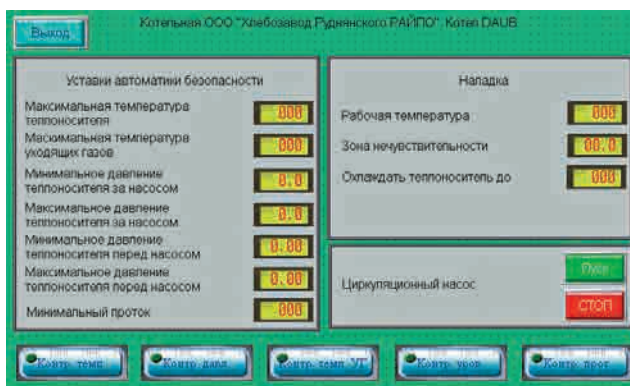 Выход
Котельная ООО "Хлебозавод Руднянского РАЙПО". Котел DAUB
Уставки автоматики безопасности
Максимальная температура
теплоносителя
000
Маскимальная температура
уходящих газов
000
Минимальное давление
теплоносителя за насосом
0.0
Максимальное давление
теплоносителя за насосом
0.0
Минимальное давление
теплоносителя перед насосом
0.00
Максимальное давление
теплоносителя перед насосом
0.00
Минимальный проток
000
Наладка
Рабочая температура
000
Зона нечувствительности
00.0
Охлаждать теплоноситель до
000
Циркуляционный насос
Пуск
СТОП
Контр. темп.
Контр. давл.
Контр. темп. УГ
Контр. уров.
Контр. прот.